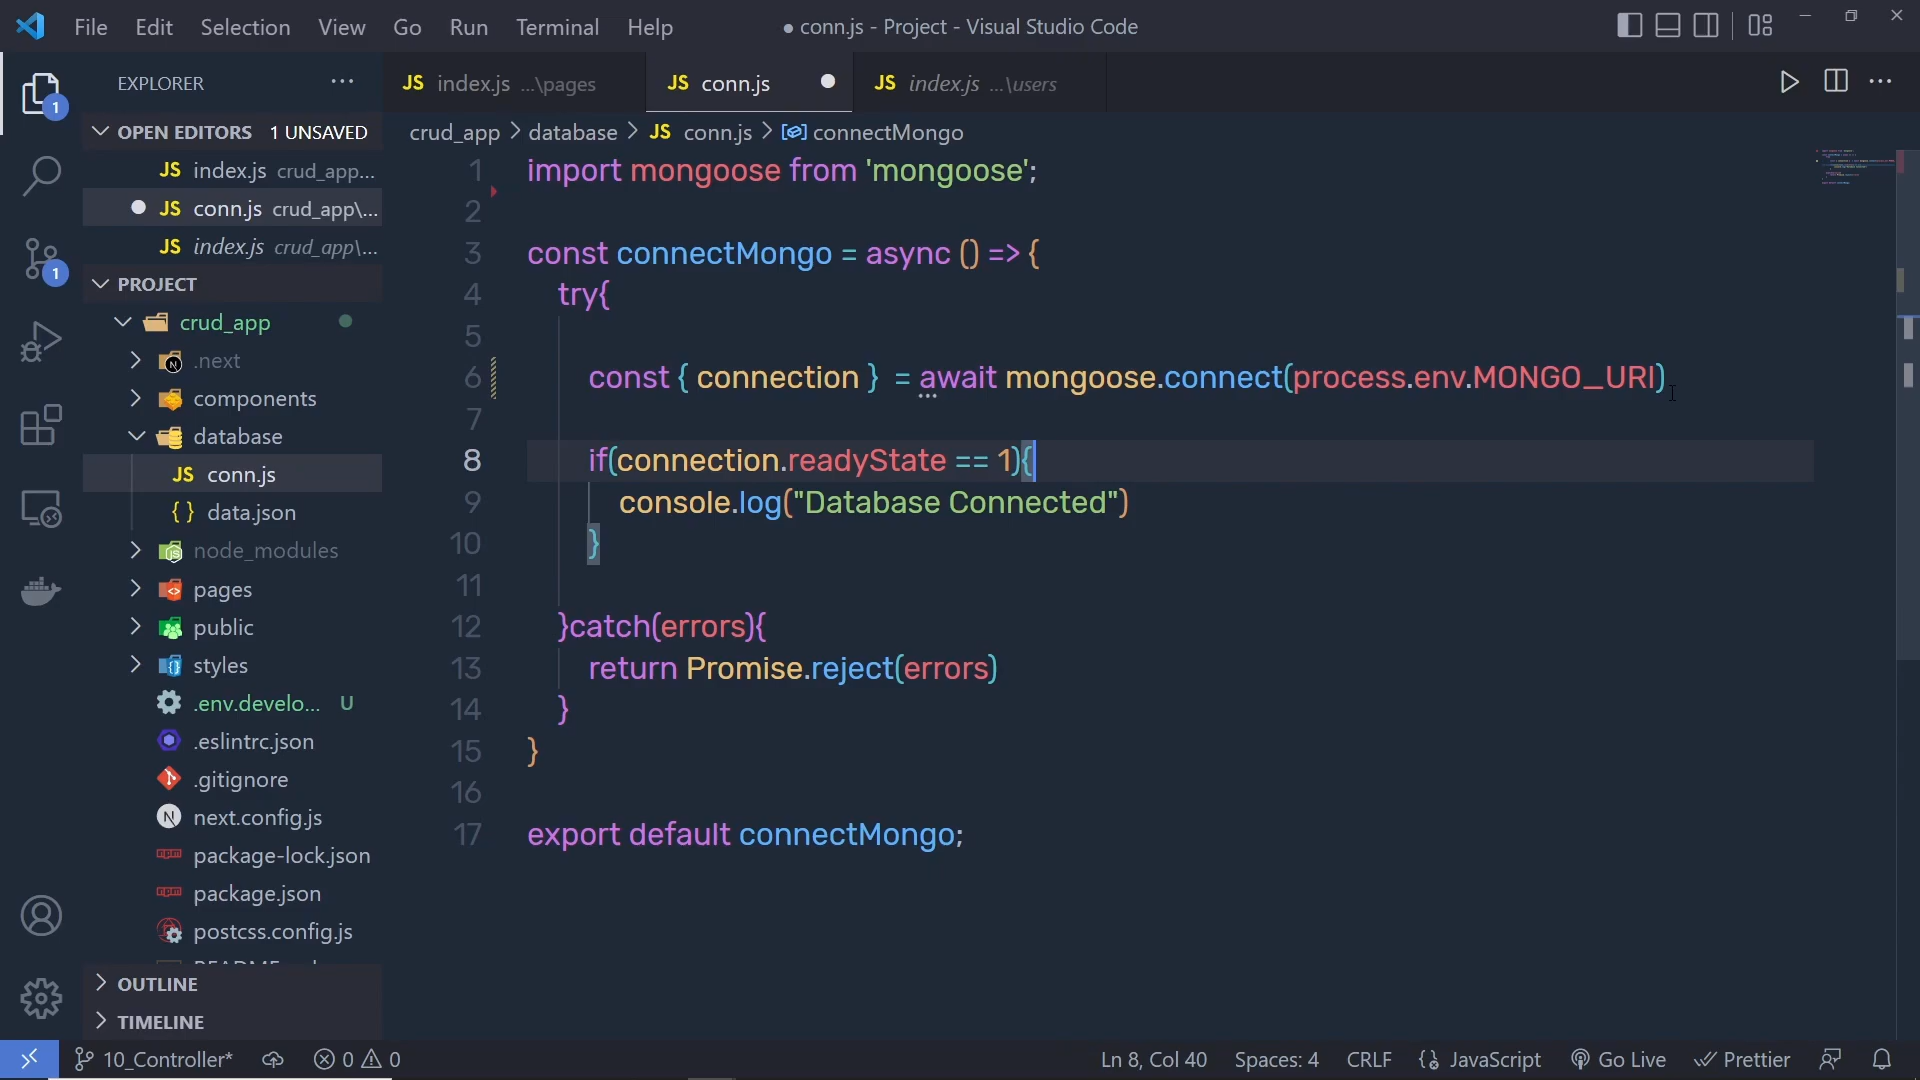 File Edit Selection View Go Run Terminal Help
● conn.js - Project - Visual Studio Code
EXPLORER ···
JS index.js ...\pages
JS conn.js ●
JS index.js ...\users
OPEN EDITORS 1 UNSAVED
JS index.js crud_app...
● JS conn.js crud_app\...
JS index.js crud_app\...
PROJECT
crud_app
.next
components
database
JS conn.js
{ } data.json
node_modules
pages
public
styles
.env.develo... U
.eslintrc.json
.gitignore
next.config.js
package-lock.json
package.json
postcss.config.js
OUTLINE
TIMELINE
1
1
crud_app > database > JS conn.js > connectMongo
1 import mongoose from 'mongoose';
2
3 const connectMongo = async () => {
4 try{
5
6 const { connection } = await mongoose.connect(process.env.MONGO_URI)
7
8 if(connection.readyState == 1){
9 console.log("Database Connected")
10 }
11
12 }catch(errors){
13 return Promise.reject(errors)
14 }
15 }
16
17 export default connectMongo;
10_Controller* 0 0 Ln 8, Col 40 Spaces: 4 CRLF JavaScript Go Live Prettier